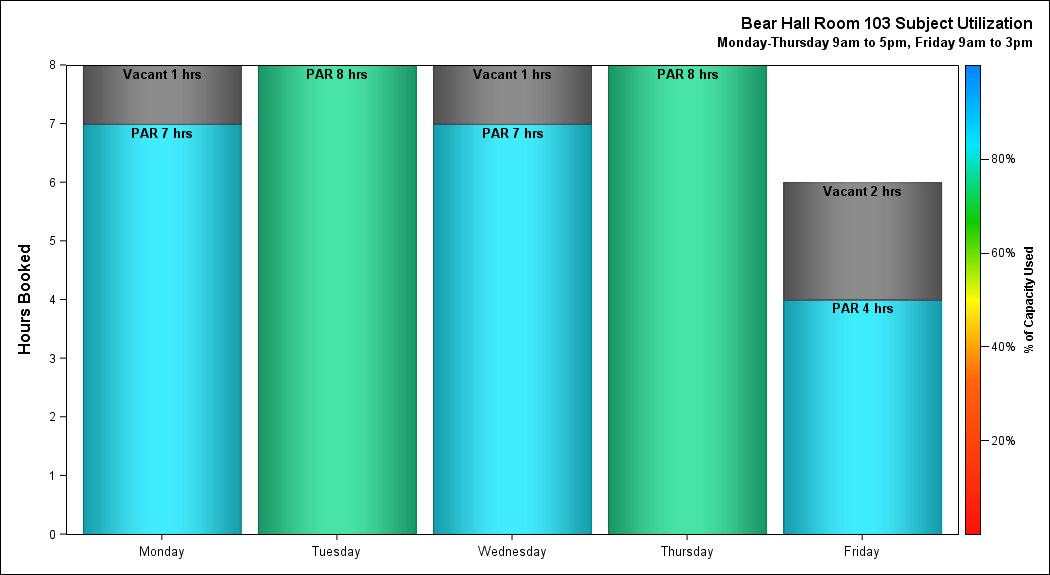 Bear Hall Room 103 Subject Utilization
Monday-Thursday 9am to 5pm, Friday 9am to 3pm
Hours Booked
8
7
6
5
4
3
2
1
0
Vacant 1 hrs
PAR 7 hrs
PAR 8 hrs
Vacant 1 hrs
PAR 7 hrs
PAR 8 hrs
Vacant 2 hrs
PAR 4 hrs
Monday
Tuesday
Wednesday
Thursday
Friday
80%
60%
40%
20%
% of Capacity Used